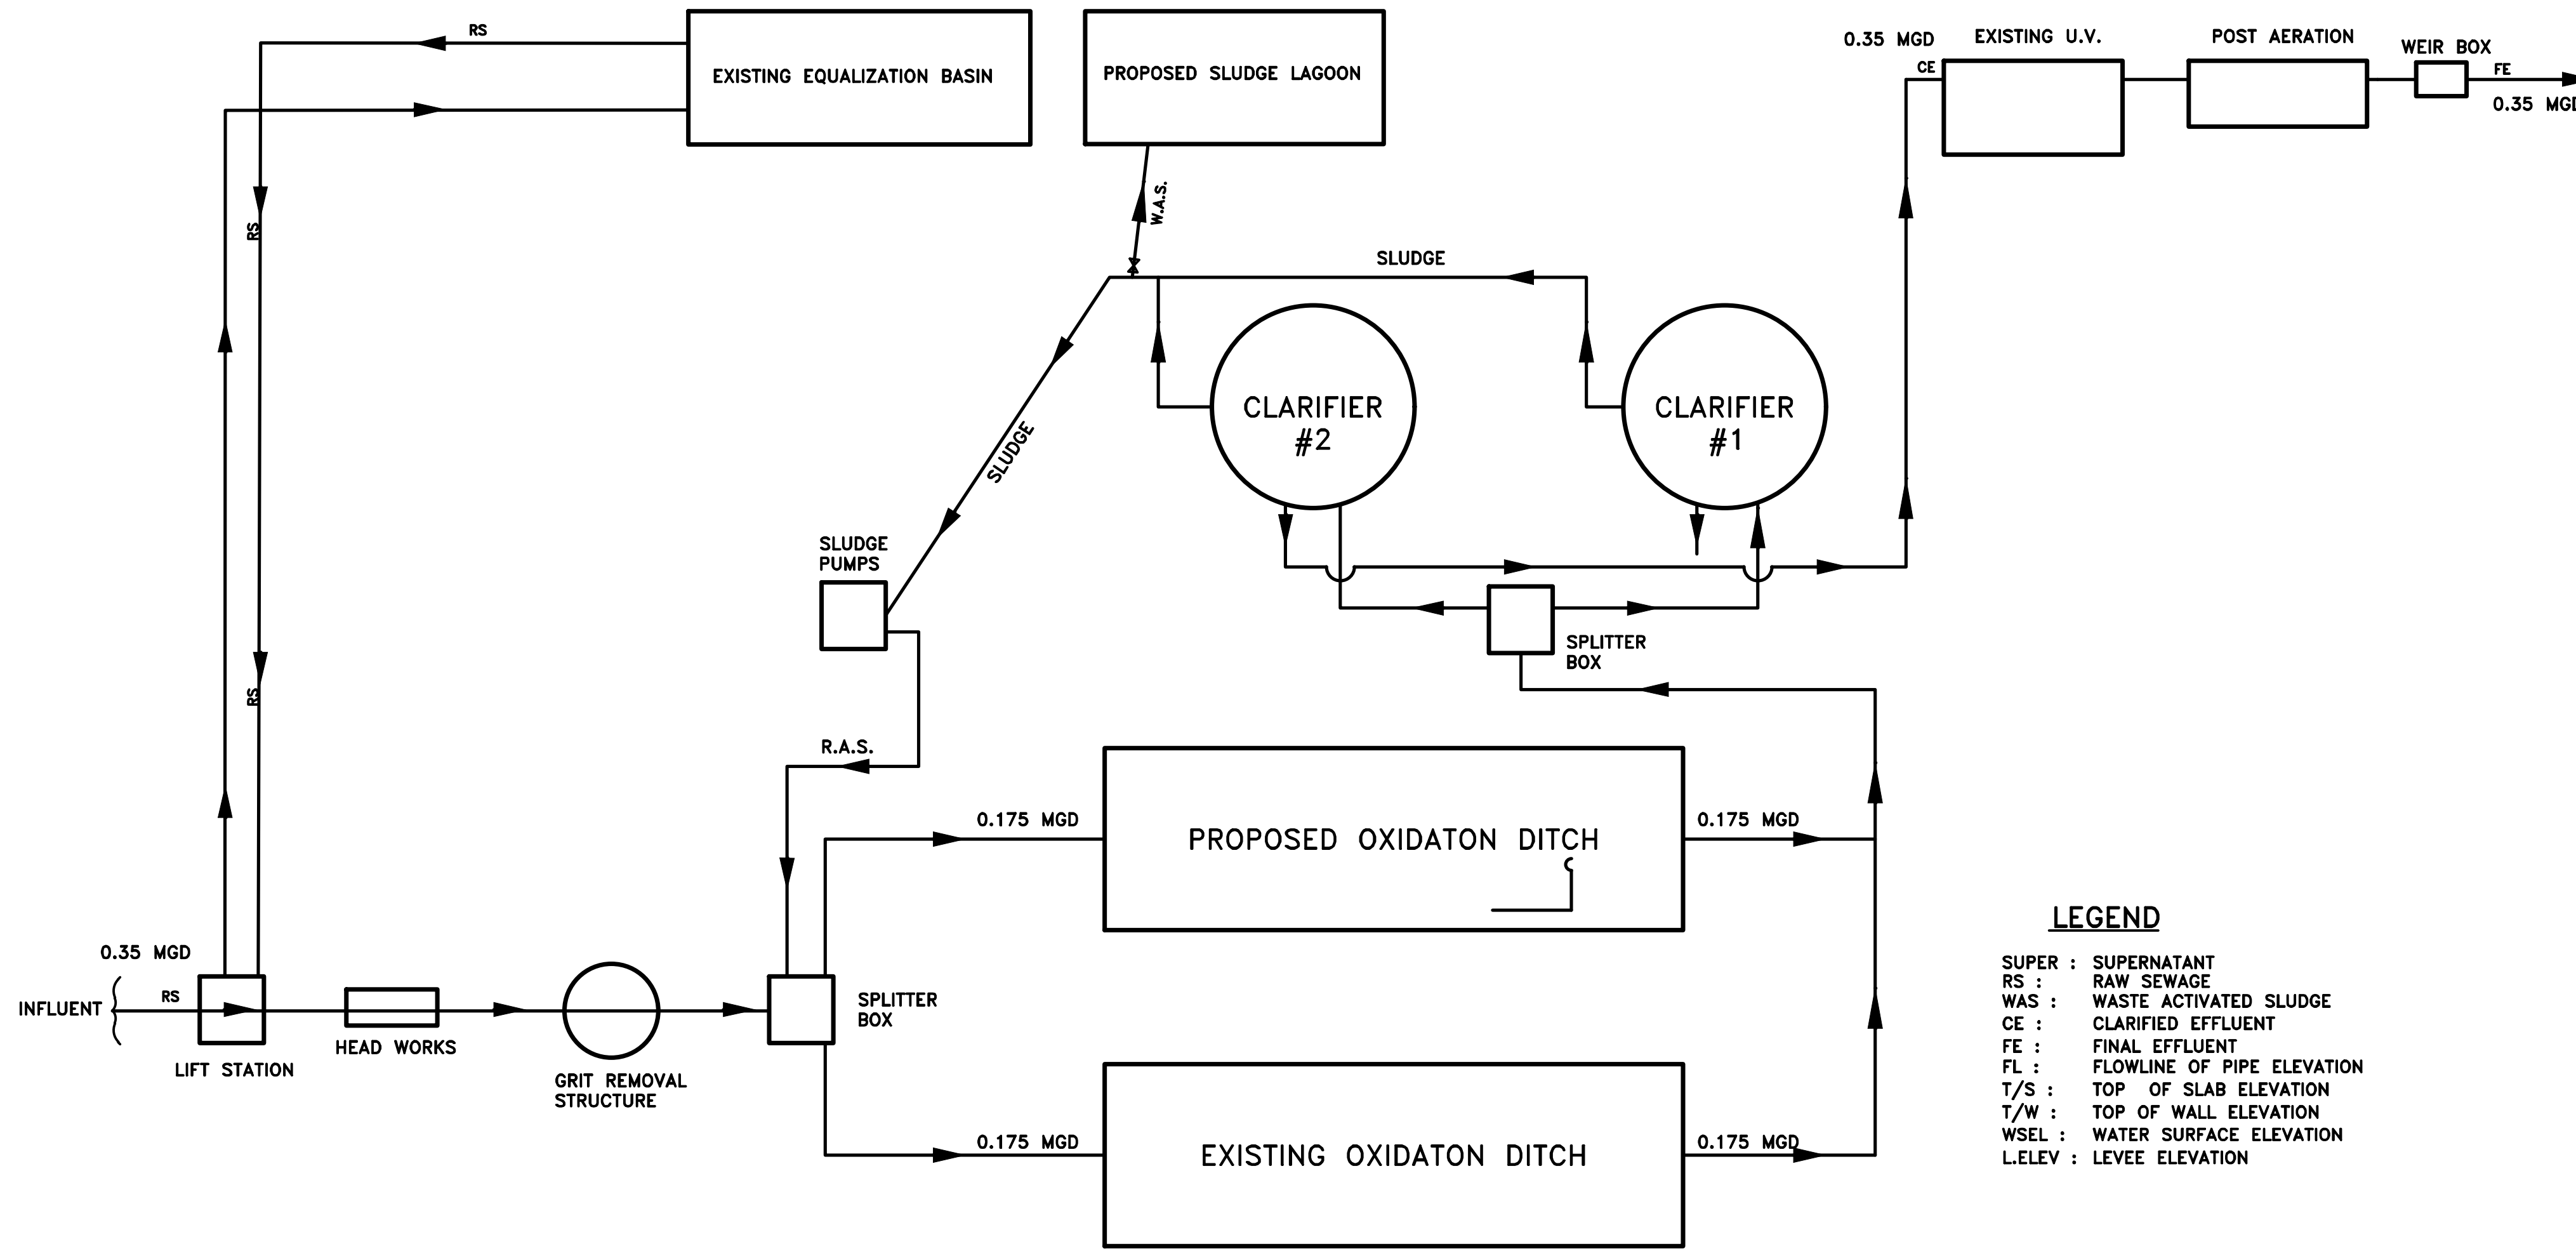 RS
EXISTING EQUALIZATION BASIN
PROPOSED SLUDGE LAGOON
0.35 MGD
EXISTING U.V.
POST AERATION
WEIR BOX
CE
FE
0.35 MGD
RS
W.A.S.
SLUDGE
CLARIFIER
#2
CLARIFIER
#1
SLUDGE
SLUDGE
PUMPS
SPLITTER
BOX
RS
R.A.S.
0.175 MGD
PROPOSED OXIDATON DITCH
0.175 MGD
0.35 MGD
INFLUENT
RS
LIFT STATION
HEAD WORKS
GRIT REMOVAL
STRUCTURE
SPLITTER
BOX
0.175 MGD
EXISTING OXIDATON DITCH
0.175 MGD
LEGEND
SUPER : SUPERNATANT
RS : RAW SEWAGE
WAS : WASTE ACTIVATED SLUDGE
CE : CLARIFIED EFFLUENT
FE : FINAL EFFLUENT
FL : FLOWLINE OF PIPE ELEVATION
T/S : TOP OF SLAB ELEVATION
T/W : TOP OF WALL ELEVATION
WSEL : WATER SURFACE ELEVATION
L.ELEV : LEVEE ELEVATION